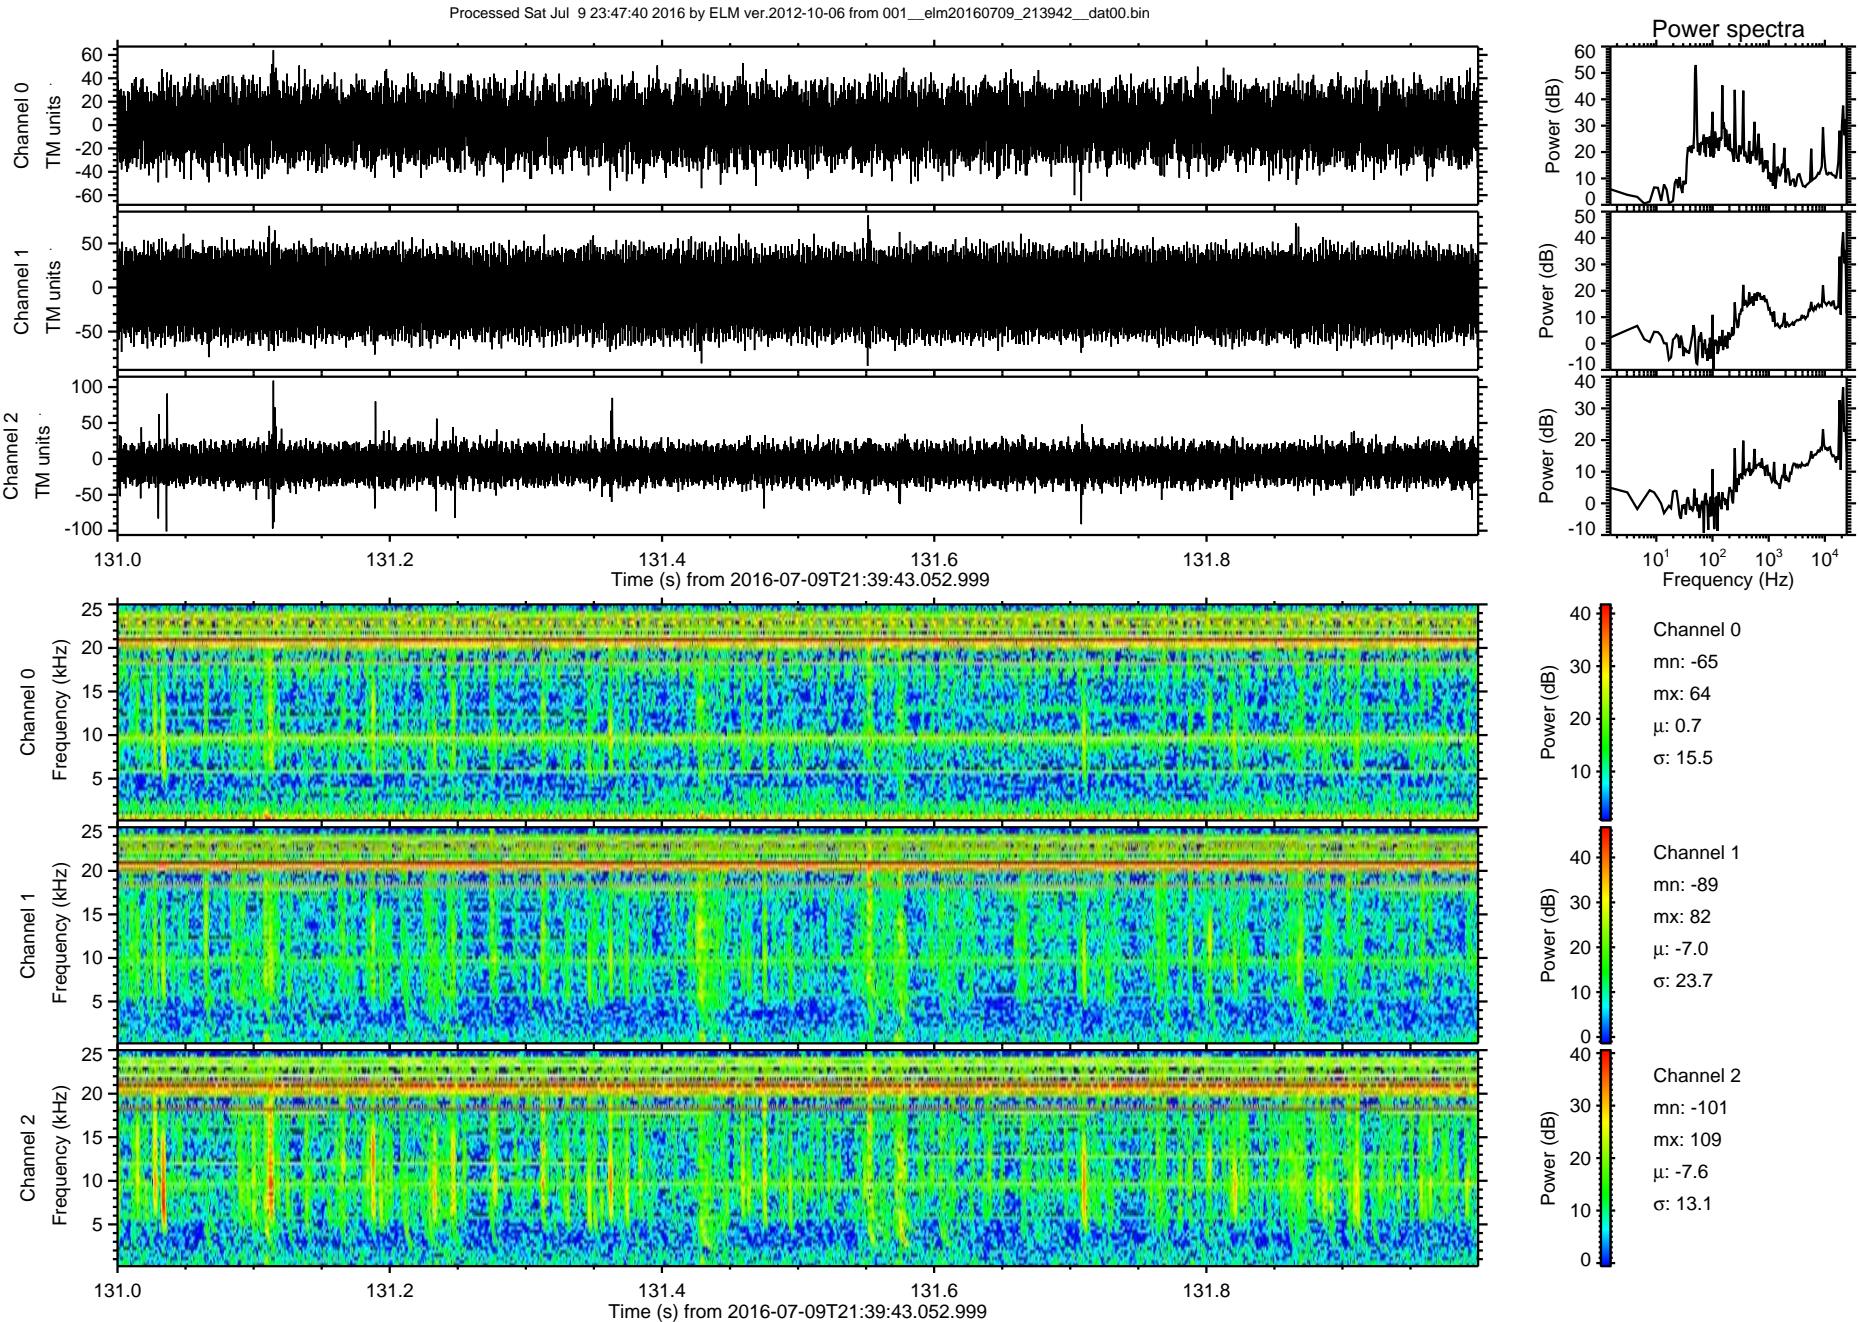 Processed Sat Jul  9 23:47:40 2016 by ELM ver.2012-10-06 from 001__elm20160709_213942__dat00.bin
Power spectra
Channel 0
TM units
60
40
20
0
-20
-40
-60
Power (dB)
60
50
40
30
20
10
0
Channel 1
TM units
50
0
-50
Power (dB)
50
40
30
20
10
0
-10
Channel 2
TM units
100
50
0
-50
-100
Power (dB)
40
30
20
10
0
-10
131.0 131.2 131.4 131.6 131.8
Time (s) from 2016-07-09T21:39:43.052.999
10^1 10^2 10^3 10^4
Frequency (Hz)
Channel 0
Frequency (kHz)
25
20
15
10
5
Power (dB)
40
30
20
10
Channel 0
mn: -65
mx: 64
μ: 0.7
σ: 15.5
Channel 1
Frequency (kHz)
25
20
15
10
5
Power (dB)
40
30
20
10
0
Channel 1
mn: -89
mx: 82
μ: -7.0
σ: 23.7
Channel 2
Frequency (kHz)
25
20
15
10
5
Power (dB)
40
30
20
10
0
Channel 2
mn: -101
mx: 109
μ: -7.6
σ: 13.1
131.0 131.2 131.4 131.6 131.8
Time (s) from 2016-07-09T21:39:43.052.999